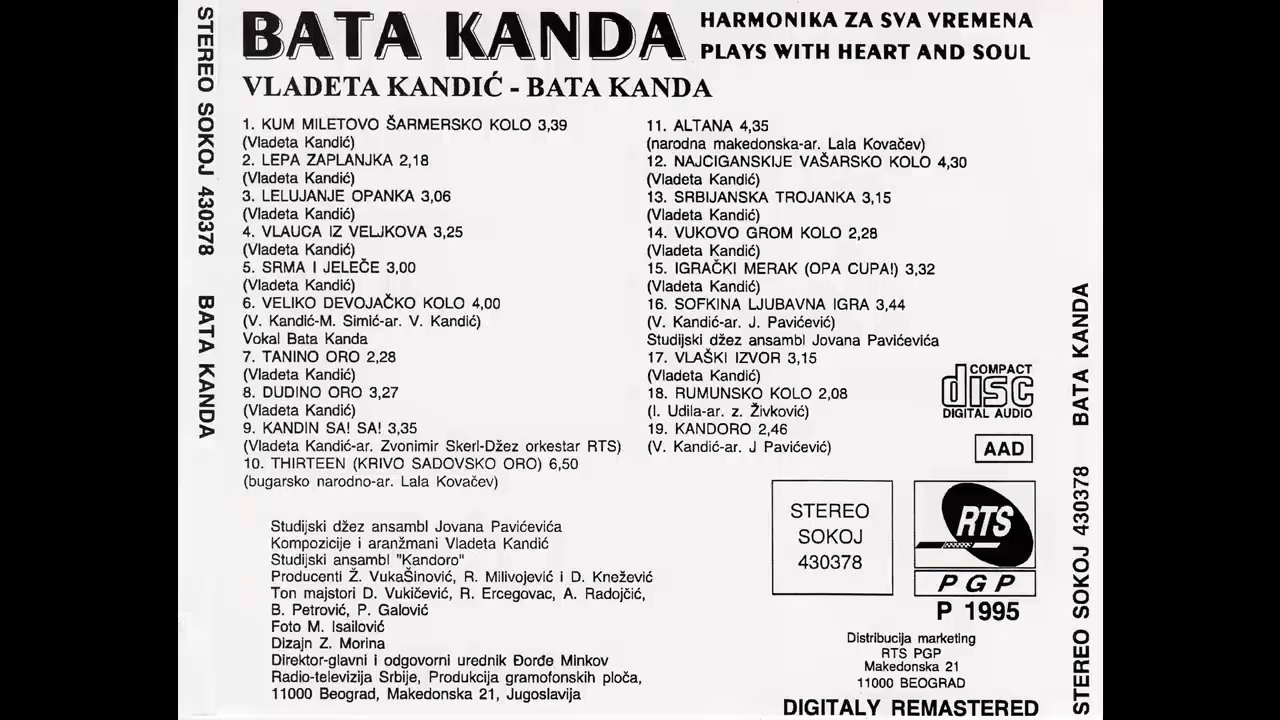 STEREO SOKOJ 430378 BATA KANDA
BATA KANDA
HARMONIKA ZA SVA VREMENA
PLAYS WITH HEART AND SOUL
VLADETA KANDIĆ - BATA KANDA
1. KUM MILETOVO ŠARMERSKO KOLO 3,39
(Vladeta Kandić)
2. LEPA ZAPLANJKA 2,18
(Vladeta Kandić)
3. LELUJANJE OPANKA 3,06
(Vladeta Kandić)
4. VLAUCA IZ VELJKOVA 3,25
(Vladeta Kandić)
5. SRMA I JELEČE 3,00
(Vladeta Kandić)
6. VELIKO DEVOJAČKO KOLO 4,00
(V. Kandić-M. Simić-ar. V. Kandić)
Vokal Bata Kanda
7. TANINO ORO 2,28
(Vladeta Kandić)
8. DUDINO ORO 3,27
(Vladeta Kandić)
9. KANDIN SA! SA! 3,35
(Vladeta Kandić-ar. Zvonimir Skerl-Džez orkestar RTS)
10. THIRTEEN (KRIVO SADOVSKO ORO) 6,50
(bugarsko narodno-ar. Lala Kovačev)
11. ALTANA 4,35
(narodna makedonska-ar. Lala Kovačev)
12. NAJCIGANSKIJE VAŠARSKO KOLO 4,30
(Vladeta Kandić)
13. SRBIJANSKA TROJANKA 3,15
(Vladeta Kandić)
14. VUKOVO GROM KOLO 2,28
(Vladeta Kandić)
15. IGRAČKI MERAK (OPA CUPA!) 3,32
(Vladeta Kandić)
16. SOFKINA LJUBAVNA IGRA 3,44
(V. Kandić-ar. J. Pavićević)
Studijski džez ansambl Jovana Pavićevića
17. VLAŠKI IZVOR 3,15
(Vladeta Kandić)
18. RUMUNSKO KOLO 2,08
(I. Udila-ar. z. Živković)
19. KANDORO 2,46
(V. Kandić-ar. J Pavićević)
Studijski džez ansambl Jovana Pavićevića
Kompozicije i aranžmani Vladeta Kandić
Studijski ansambl "Kandoro"
Producenti Ž. VukaŠinović, R. Milivojević i D. Knežević
Ton majstori D. Vukičević, R. Ercegovac, A. Radojčić,
B. Petrović, P. Galović
Foto M. Isailović
Dizajn Z. Morina
Direktor-glavni i odgovorni urednik Đorđe Minkov
Radio-televizija Srbije, Produkcija gramofonskih ploča,
11000 Beograd, Makedonska 21, Jugoslavija
COMPACT
disc
DIGITAL AUDIO
AAD
STEREO
SOKOJ
430378
RTS
PGP
P 1995
Distribucija marketing
RTS PGP
Makedonska 21
11000 BEOGRAD
DIGITALY REMASTERED
STEREO SOKOJ 430378 BATA KANDA